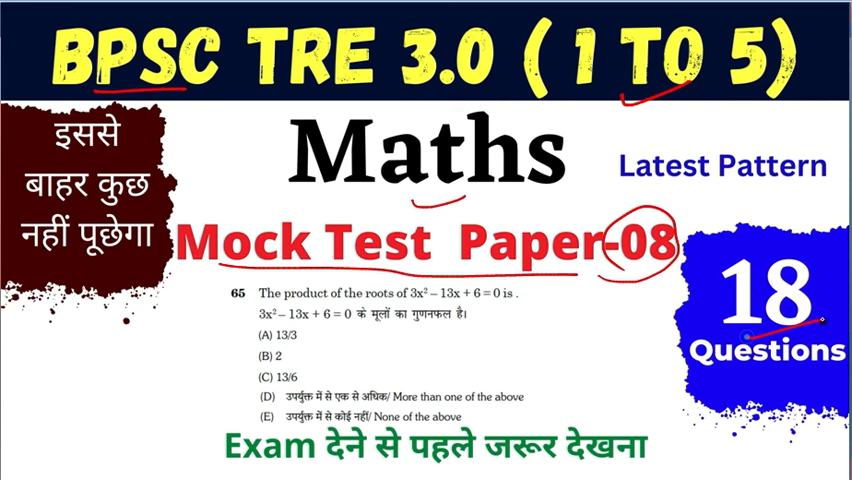 BPSC TRE 3.0 ( 1 TO 5)
इससे
बाहर कुछ
नहीं पूछेगा
Maths
Latest Pattern
Mock Test Paper-08
18
Questions
65 The product of the roots of 3x² – 13x + 6 = 0 is .
3x² – 13x + 6 = 0 के मूलों का गुणनफल है।
(A) 13/3
(B) 2
(C) 13/6
(D) उपर्युक्त में से एक से अधिक/ More than one of the above
(E) उपर्युक्त में से कोई नहीं/ None of the above
Exam देने से पहले जरूर देखना